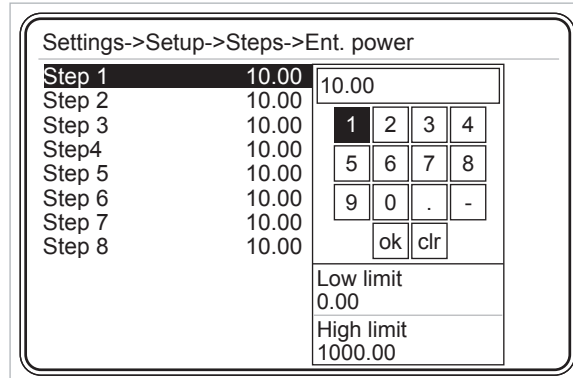 Settings->Setup->Steps->Ent. power
Step 1 10.00
Step 2 10.00
Step 3 10.00
Step4 10.00
Step 5 10.00
Step 6 10.00
Step 7 10.00
Step 8 10.00
10.00
1 2 3 4
5 6 7 8
9 0 . -
ok clr
Low limit
0.00
High limit
1000.00